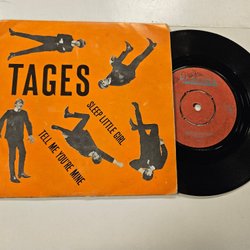 TAGES
SLEEP LITTLE GIRL
TELL ME YOU'RE MINE